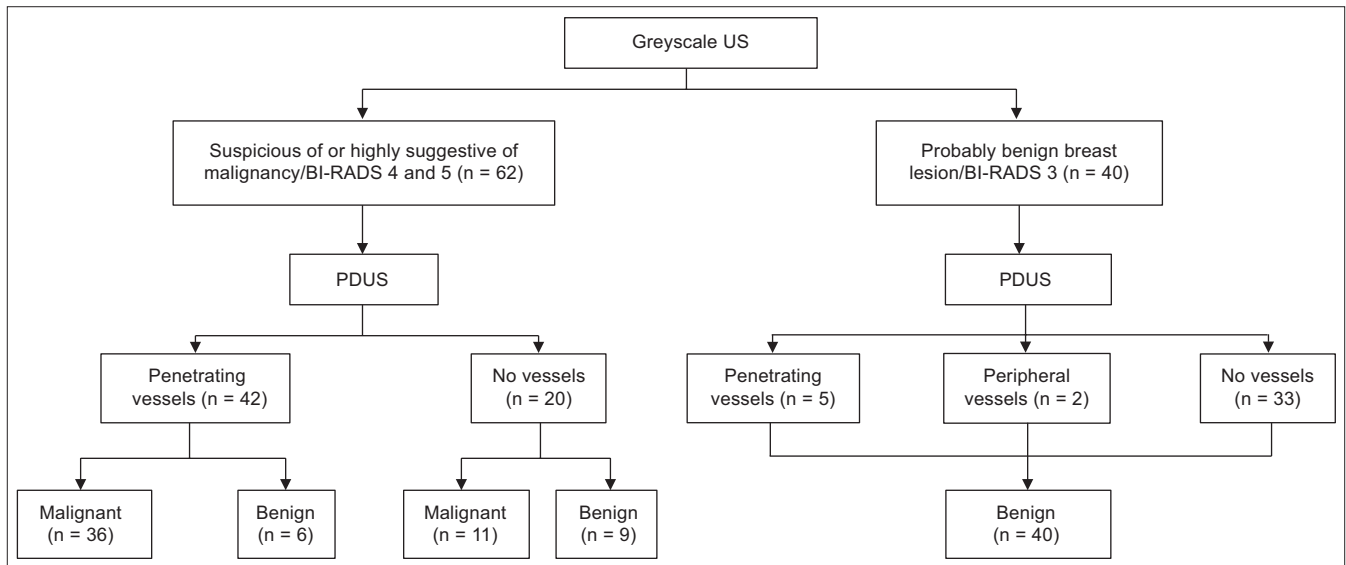 Greyscale US
Suspicious of or highly suggestive of
malignancy/BI-RADS 4 and 5 (n = 62)
Probably benign breast
lesion/BI-RADS 3 (n = 40)
PDUS
PDUS
Penetrating
vessels (n = 42)
No vessels
(n = 20)
Penetrating
vessels (n = 5)
Peripheral
vessels (n = 2)
No vessels
(n = 33)
Malignant
(n = 36)
Benign
(n = 6)
Malignant
(n = 11)
Benign
(n = 9)
Benign
(n = 40)